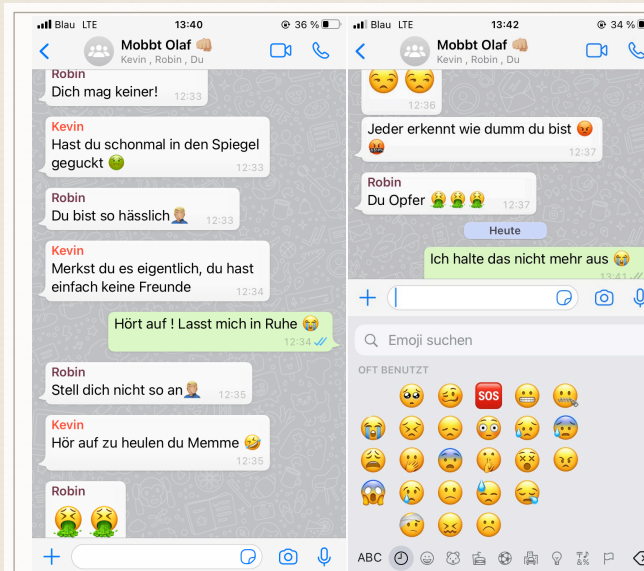 Blau LTE
13:40
36 %
Mobbt Olaf
Kevin , Robin , Du
Robin
Dich mag keiner!
12:33
Kevin
Hast du schonmal in den Spiegel
geguckt
12:33
Robin
Du bist so hässlich
12:33
Kevin
Merkst du es eigentlich, du hast
einfach keine Freunde
12:34
Hört auf ! Lasst mich in Ruhe
12:34
Robin
Stell dich nicht so an
12:35
Kevin
Hör auf zu heulen du Memme
12:35
Robin
Blau LTE
13:42
34 %
Mobbt Olaf
Kevin , Robin , Du
12:36
Jeder erkennt wie dumm du bist
12:37
Robin
Du Opfer
12:37
Heute
Ich halte das nicht mehr aus
13:41
Emoji suchen
OFT BENUTZT
SOS
ABC